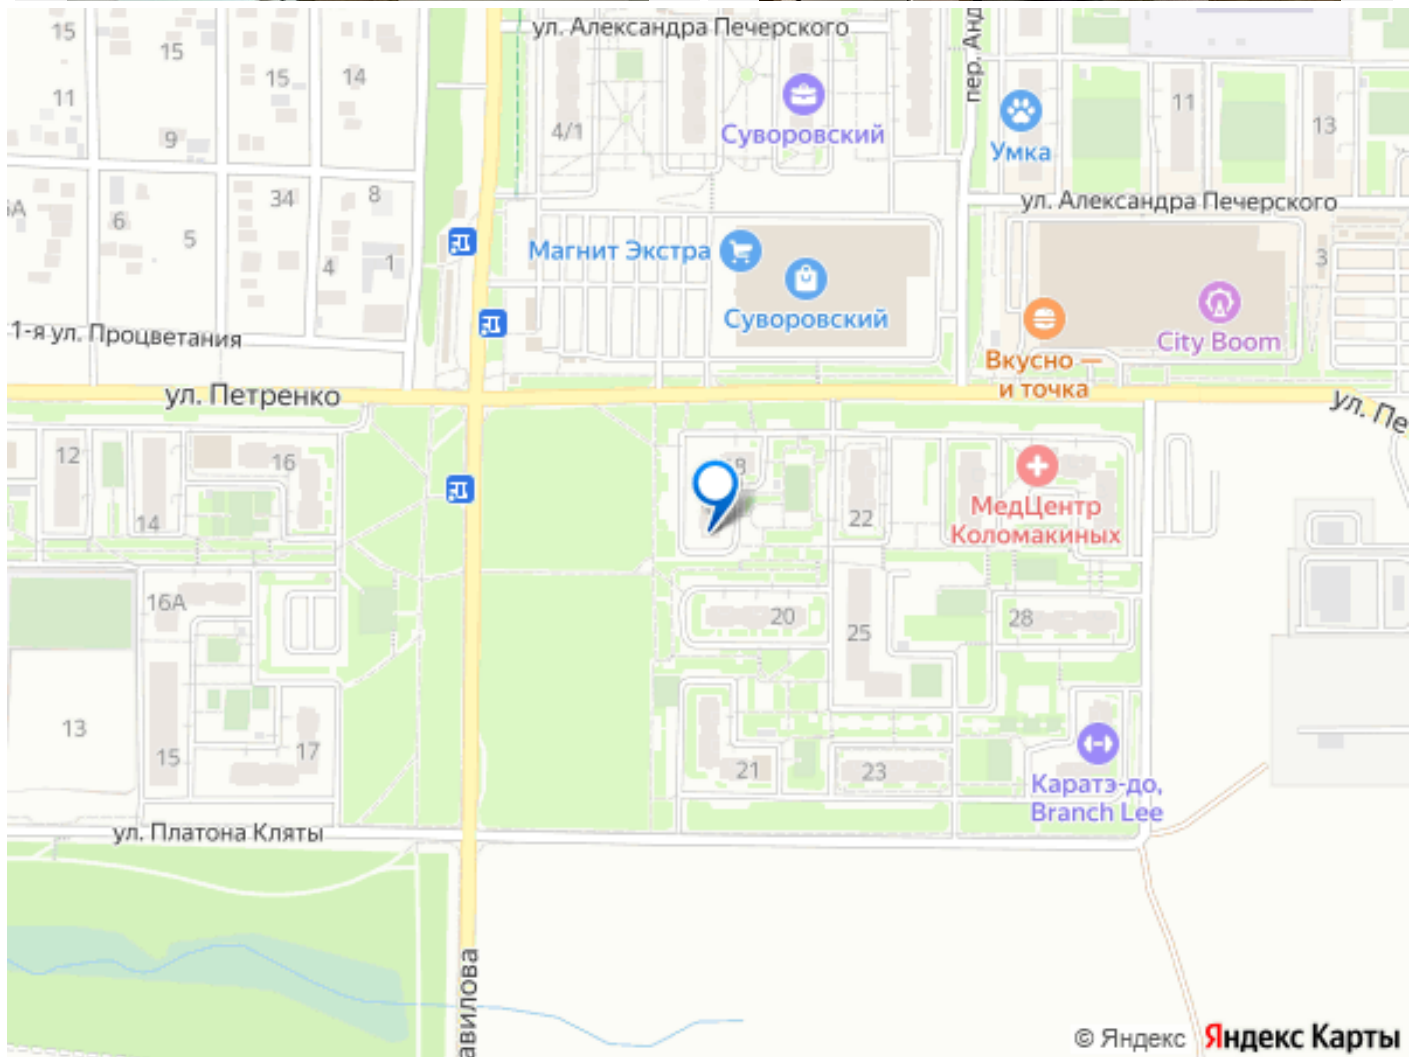 ул. Александра Печерского
15
15
15
14
11
9
4/1
пер. Анд
Суворовский
Умка
11
13
ул. Александра Печерского
34
8
6
5
4
1
Магнит Экстра
Суворовский
3
1-я ул. Процветания
Вкусно —
и точка
City Boom
ул. Петренко
ул. Пе
12
16
14
22
МедЦентр
Коломакиных
16А
20
25
28
13
15
17
21
23
Каратэ-до,
Branch Lee
ул. Платона Кляты
авилова
© Яндекс
Яндекс Карты